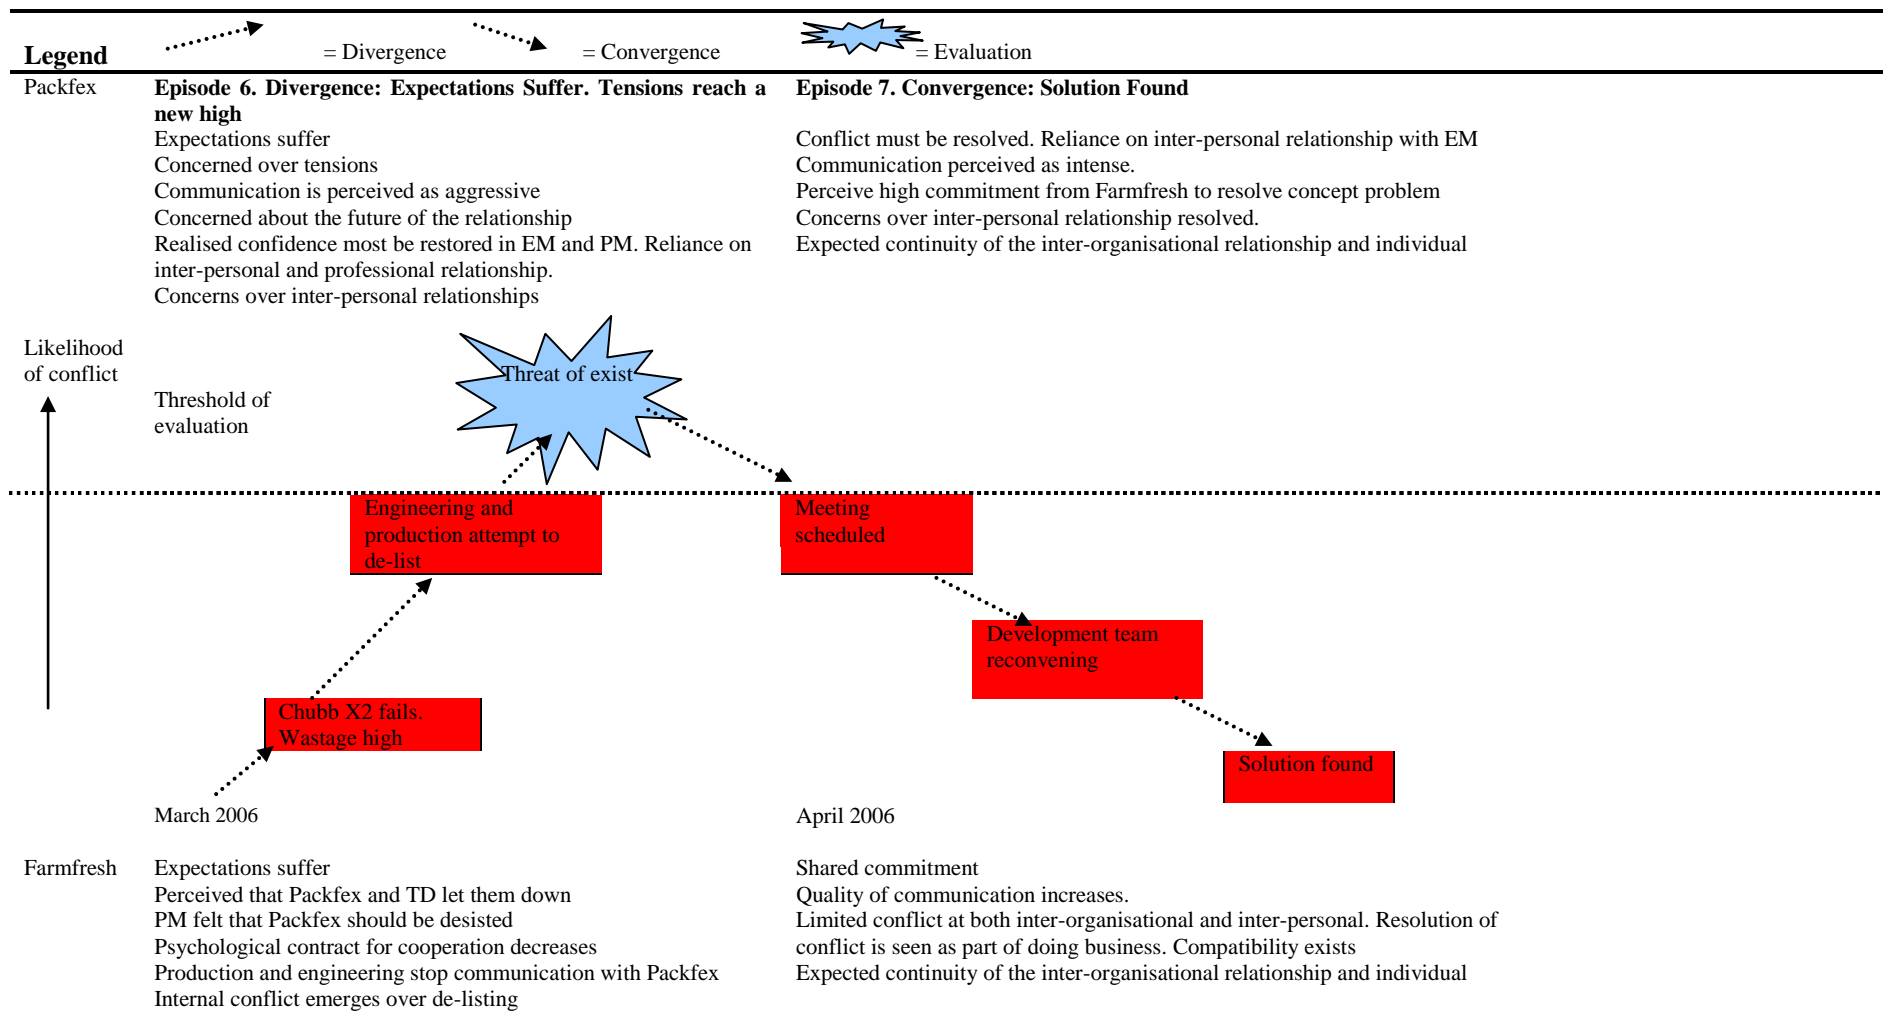 Legend
= Divergence
= Convergence
= Evaluation
Packfex
Episode 6. Divergence: Expectations Suffer. Tensions reach a
new high
Expectations suffer
Concerned over tensions
Communication is perceived as aggressive
Concerned about the future of the relationship
Realised confidence most be restored in EM and PM. Reliance on
inter-personal and professional relationship.
Concerns over inter-personal relationships
Episode 7. Convergence: Solution Found
Conflict must be resolved. Reliance on inter-personal relationship with EM
Communication perceived as intense.
Perceive high commitment from Farmfresh to resolve concept problem
Concerns over inter-personal relationship resolved.
Expected continuity of the inter-organisational relationship and individual
Likelihood
of conflict
Threshold of
evaluation
Threat of exist
Engineering and
production attempt to
de-list
Meeting
scheduled
Development team
reconvening
Chubb X2 fails.
Wastage high
Solution found
March 2006
April 2006
Farmfresh
Expectations suffer
Perceived that Packfex and TD let them down
PM felt that Packfex should be desisted
Psychological contract for cooperation decreases
Production and engineering stop communication with Packfex
Internal conflict emerges over de-listing
Shared commitment
Quality of communication increases.
Limited conflict at both inter-organisational and inter-personal. Resolution of
conflict is seen as part of doing business. Compatibility exists
Expected continuity of the inter-organisational relationship and individual